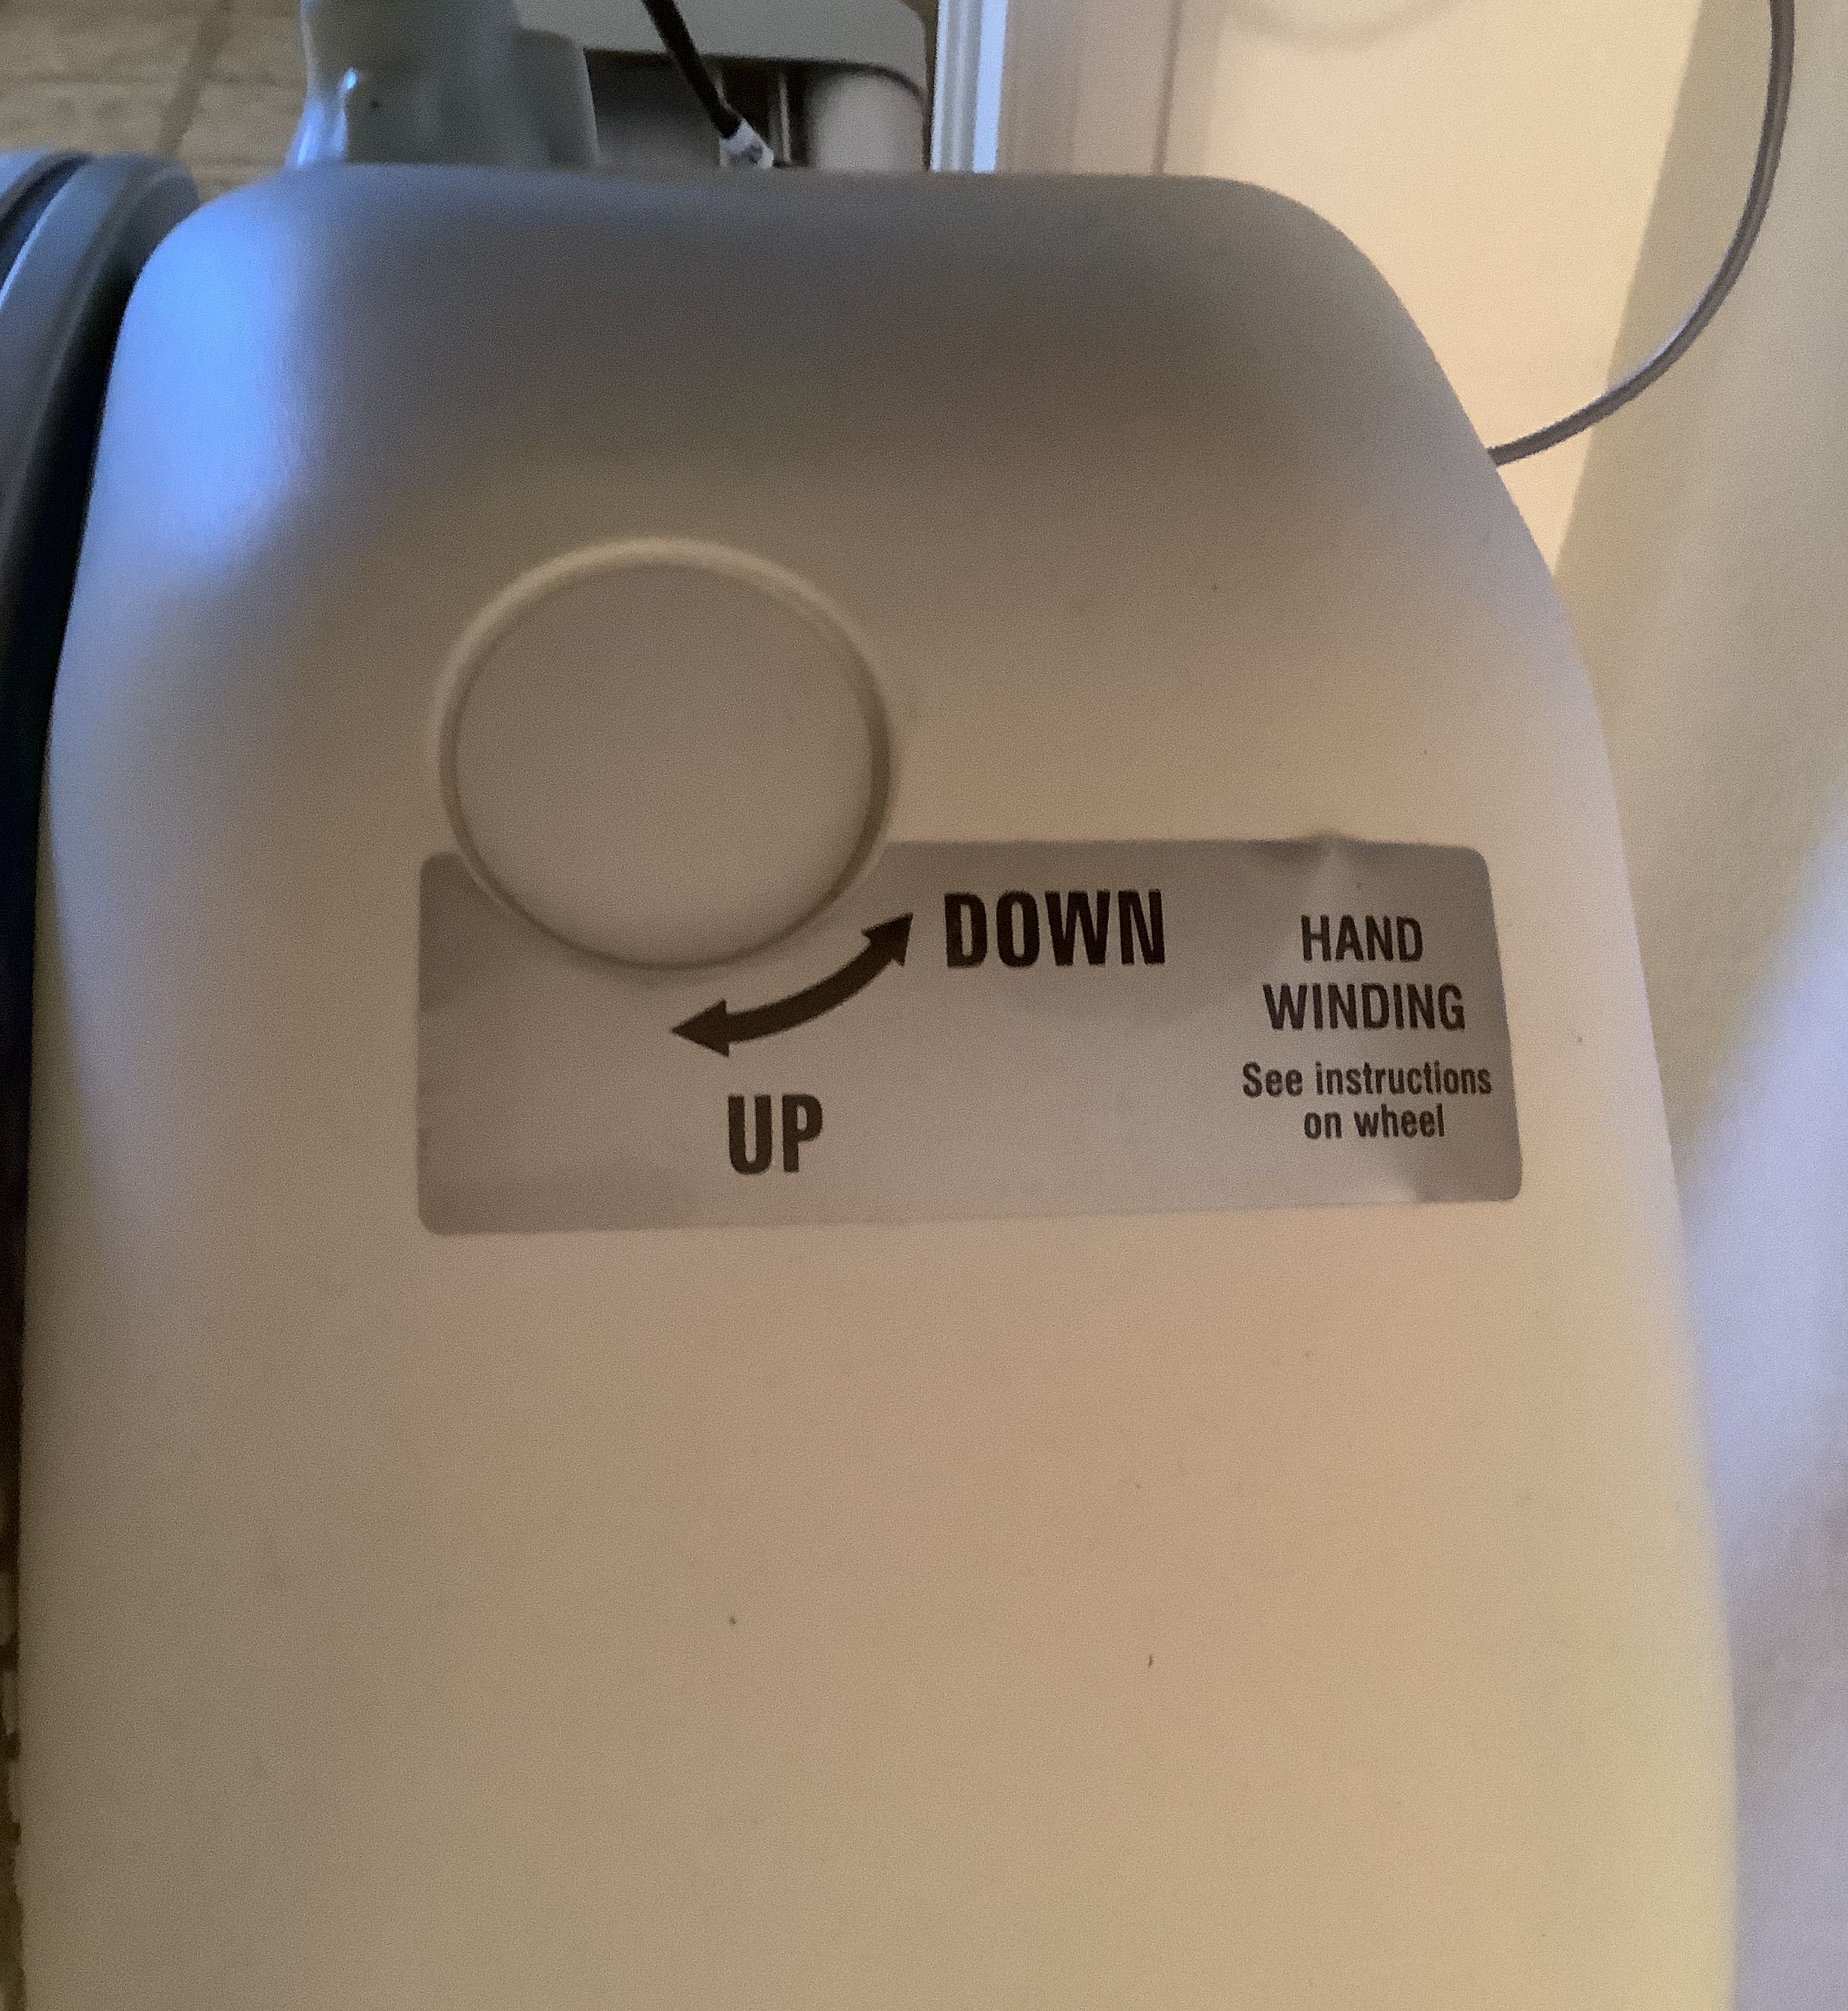 DOWN
UP
HAND
WINDING
See instructions
on wheel